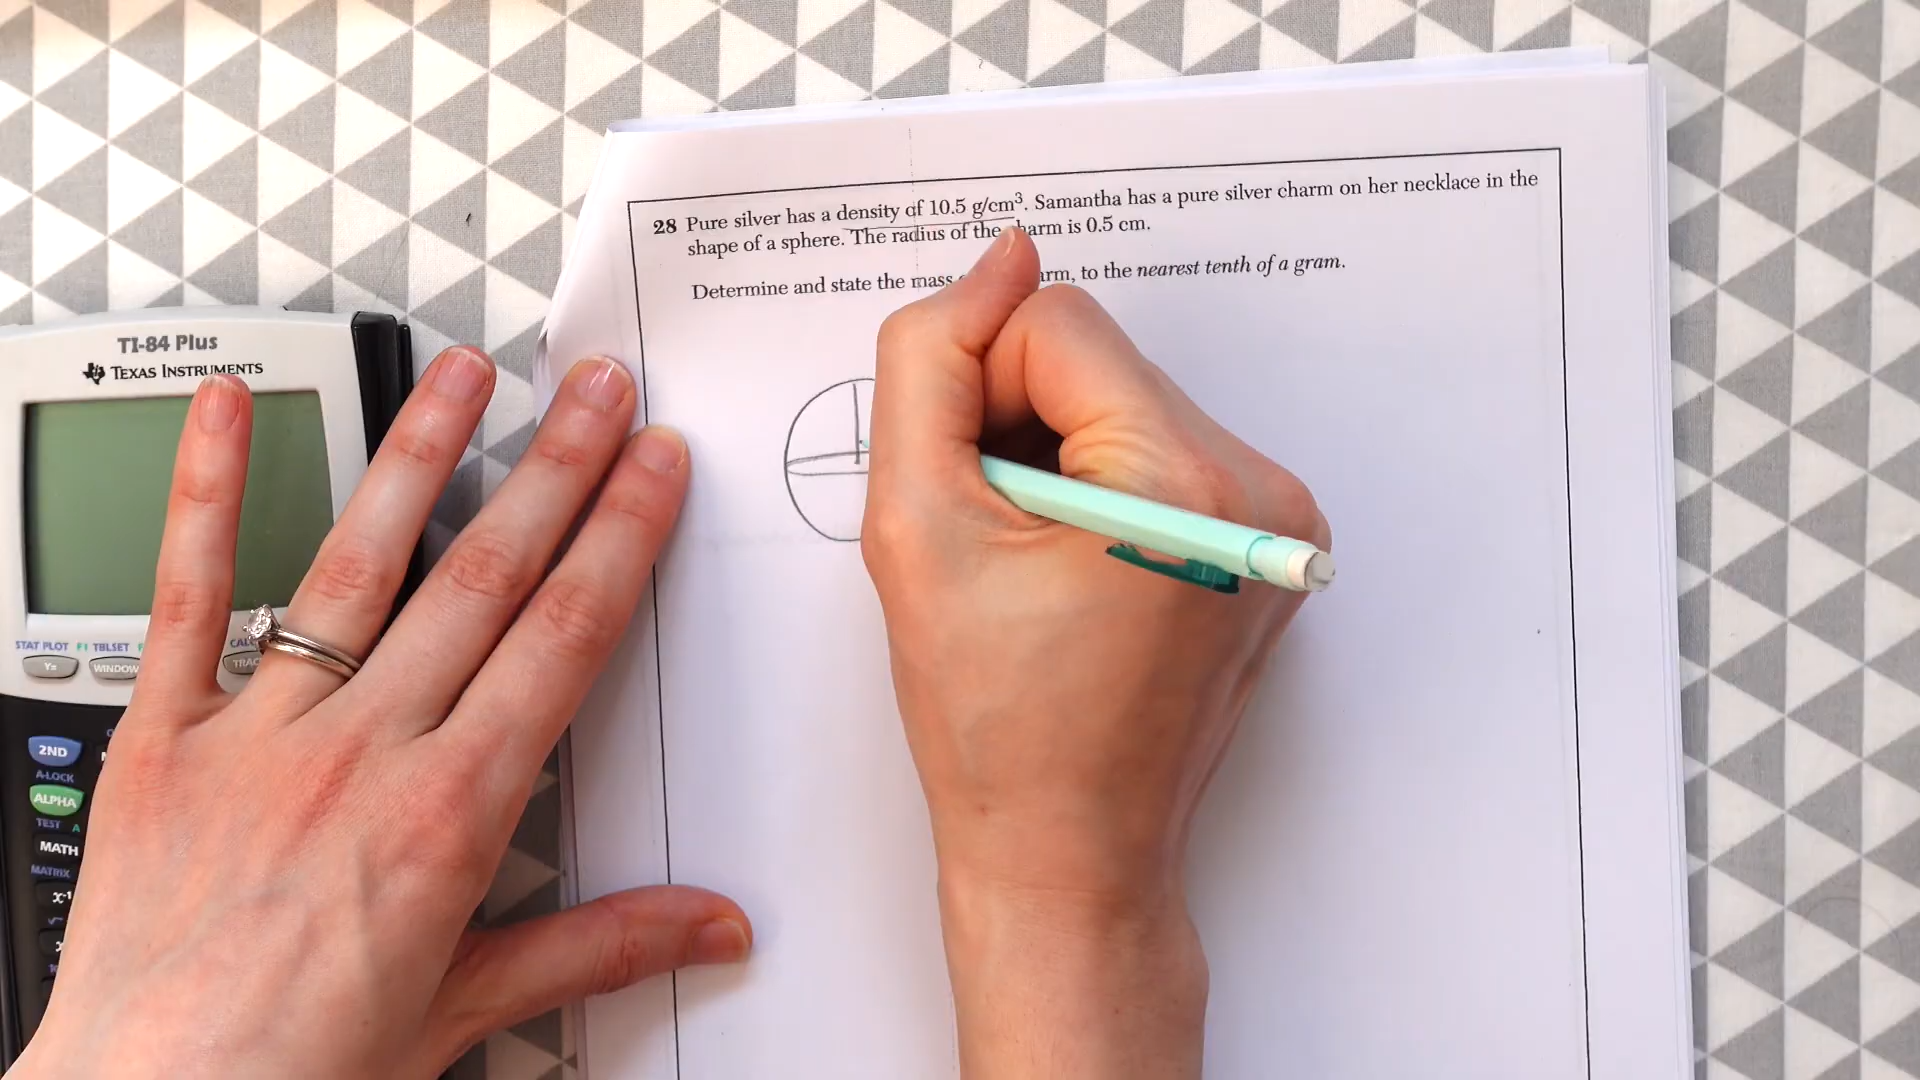 28 Pure silver has a density of 10.5 g/cm³. Samantha has a pure silver charm on her necklace in the
shape of a sphere. The radius of the charm is 0.5 cm.
Determine and state the mass arm, to the nearest tenth of a gram.
TI-84 Plus
TEXAS INSTRUMENTS
STAT PLOT F1 TBLSET
Y= WINDOW
2ND
A-LOCK
ALPHA
TEST A
MATH
MATRIX
x⁻¹